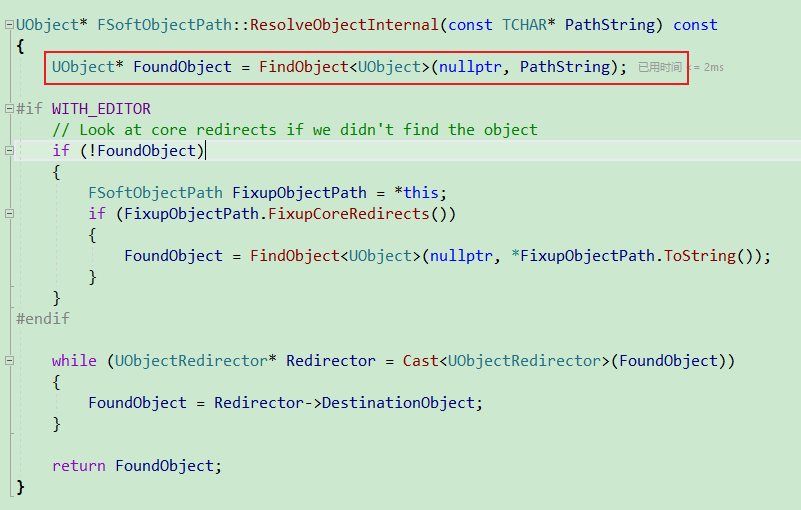 UObject* FSoftObjectPath::ResolveObjectInternal(const TCHAR* PathString) const
{
UObject* FoundObject = FindObject<UObject>(nullptr, PathString); 已用时间 <= 2ms
#if WITH_EDITOR
// Look at core redirects if we didn't find the object
if (!FoundObject)
{
FSoftObjectPath FixupObjectPath = *this;
if (FixupObjectPath.FixupCoreRedirects())
{
FoundObject = FindObject<UObject>(nullptr, *FixupObjectPath.ToString());
}
}
#endif
while (UObjectRedirector* Redirector = Cast<UObjectRedirector>(FoundObject))
{
FoundObject = Redirector->DestinationObject;
}
return FoundObject;
}